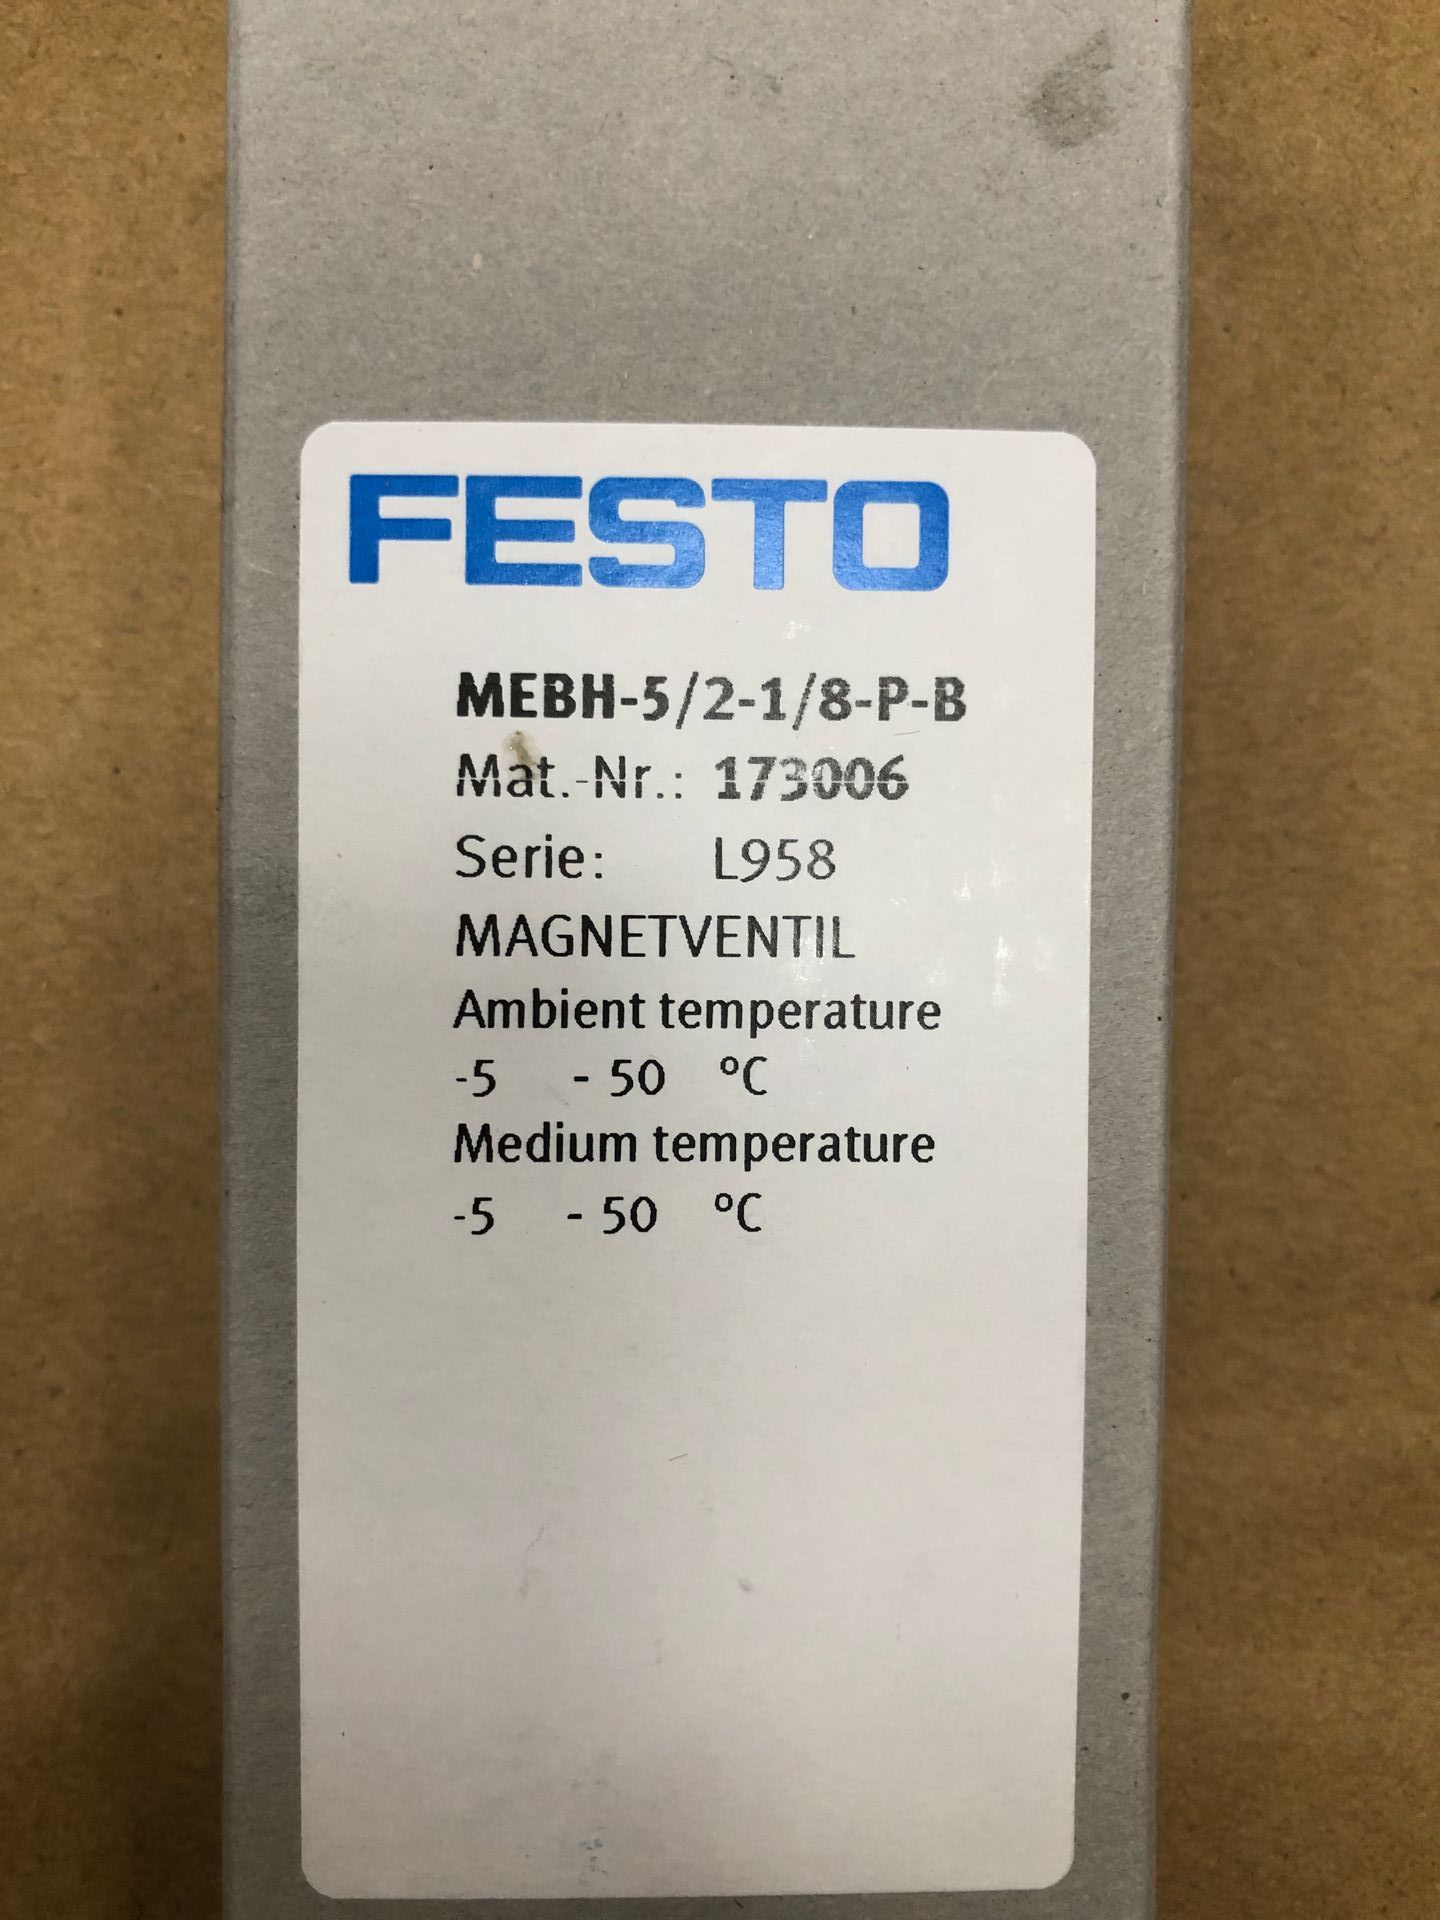 FESTO
MEBH-5/2-1/8-P-B
Mat.-Nr.: 173006
Serie: L958
MAGNETVENTIL
Ambient temperature
-5 - 50 °C
Medium temperature
-5 - 50 °C